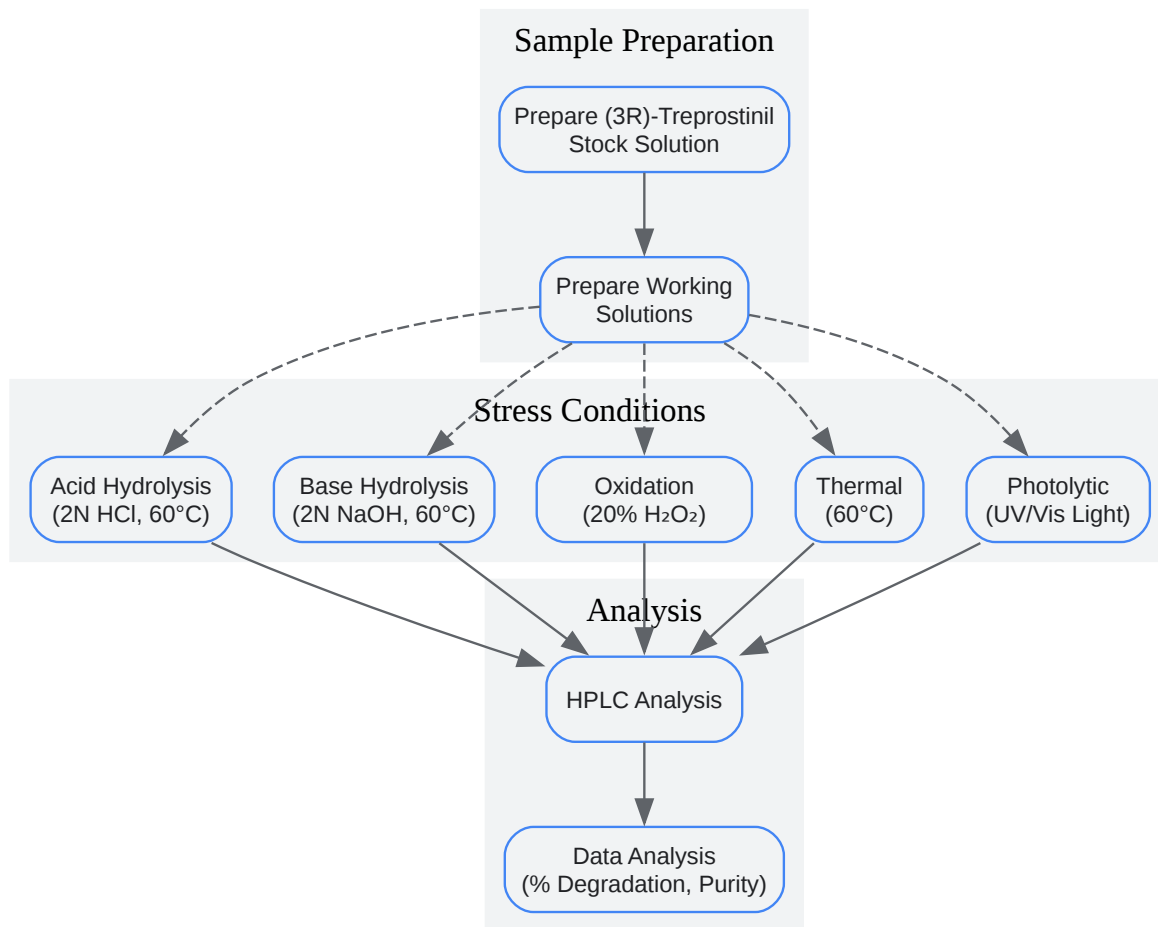 Sample Preparation
Prepare (3R)-Treprostinil
Stock Solution
Prepare Working
Solutions
Stress Conditions
Acid Hydrolysis
(2N HCl, 60°C)
Base Hydrolysis
(2N NaOH, 60°C)
Oxidation
(20% H₂O₂)
Thermal
(60°C)
Photolytic
(UV/Vis Light)
Analysis
HPLC Analysis
Data Analysis
(% Degradation, Purity)